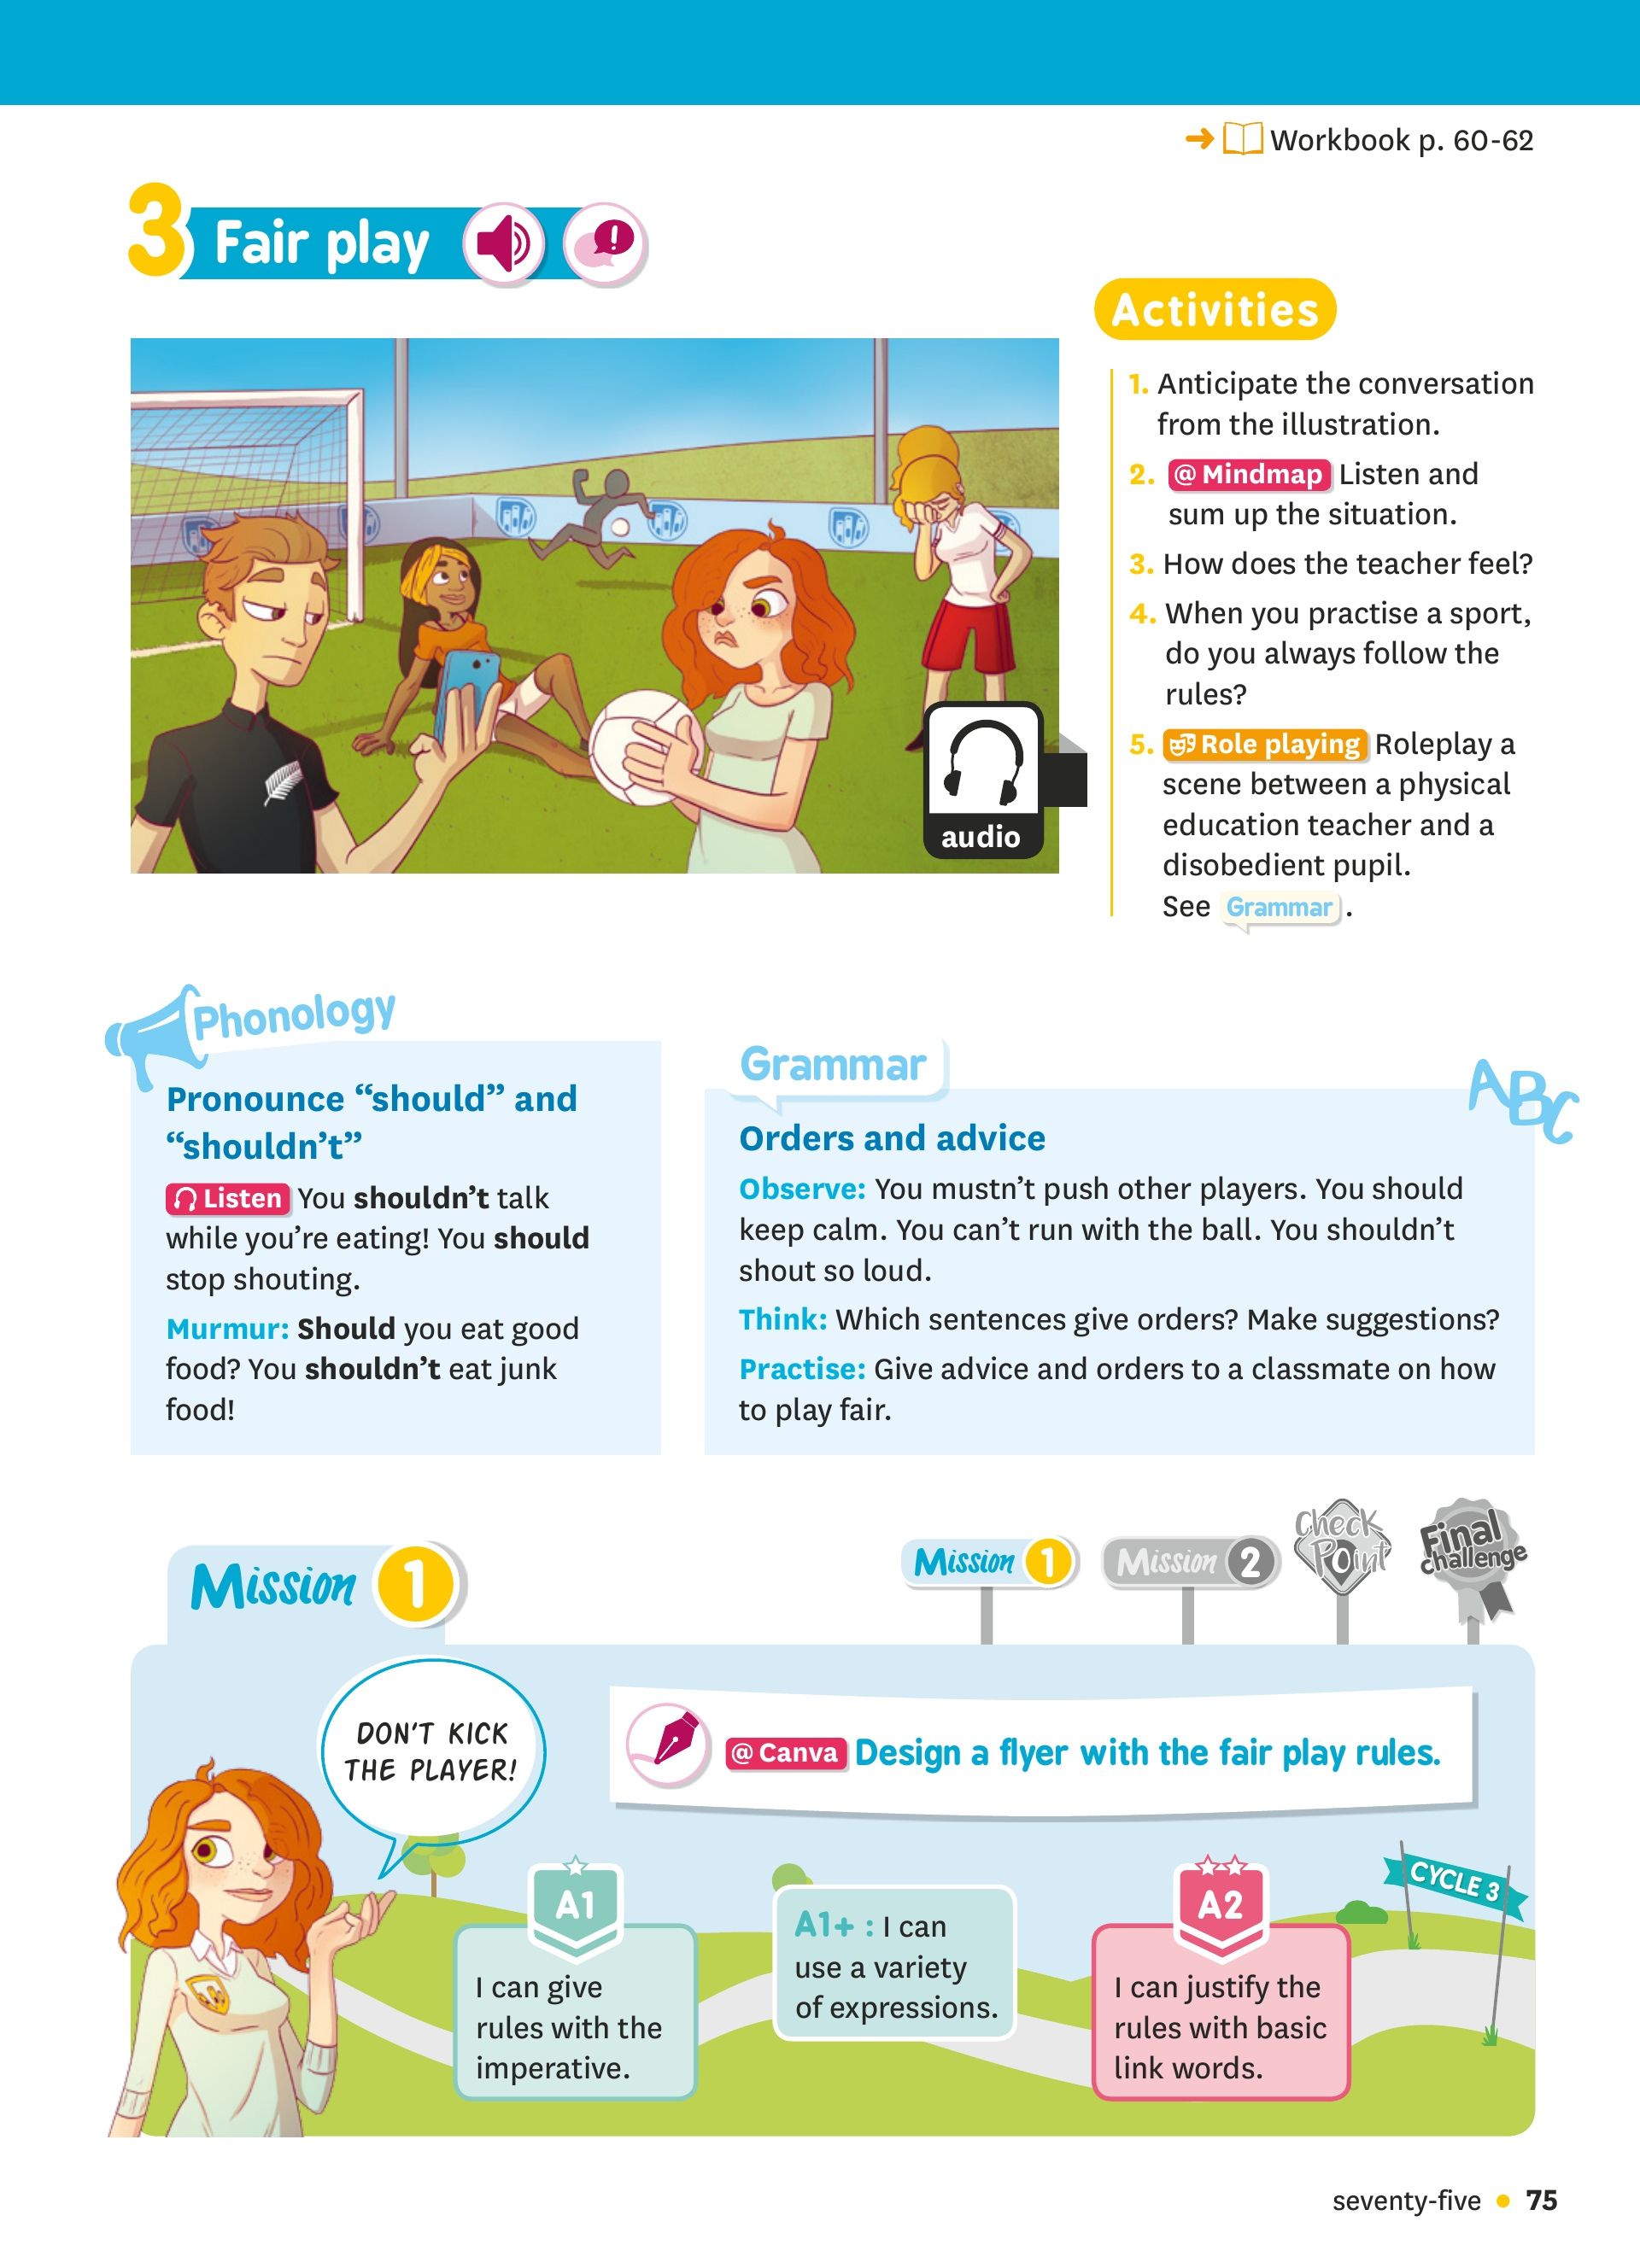 Workbook p. 60-62
3 Fair play
audio
Activities
1. Anticipate the conversation
from the illustration.
2. @ Mindmap Listen and
sum up the situation.
3. How does the teacher feel?
4. When you practise a sport,
do you always follow the
rules?
5. Role playing Roleplay a
scene between a physical
education teacher and a
disobedient pupil.
See Grammar .
Phonology
Pronounce “should” and
“shouldn’t”
Listen You shouldn’t talk
while you’re eating! You should
stop shouting.
Murmur: Should you eat good
food? You shouldn’t eat junk
food!
Grammar
ABC
Orders and advice
Observe: You mustn’t push other players. You should
keep calm. You can’t run with the ball. You shouldn’t
shout so loud.
Think: Which sentences give orders? Make suggestions?
Practise: Give advice and orders to a classmate on how
to play fair.
Mission 1
Mission 1
Mission 2
Check
Point
Final
challenge
DON'T KICK
THE PLAYER!
@ Canva Design a flyer with the fair play rules.
A1
I can give
rules with the
imperative.
A1+ : I can
use a variety
of expressions.
A2
I can justify the
rules with basic
link words.
CYCLE 3
seventy-five • 75